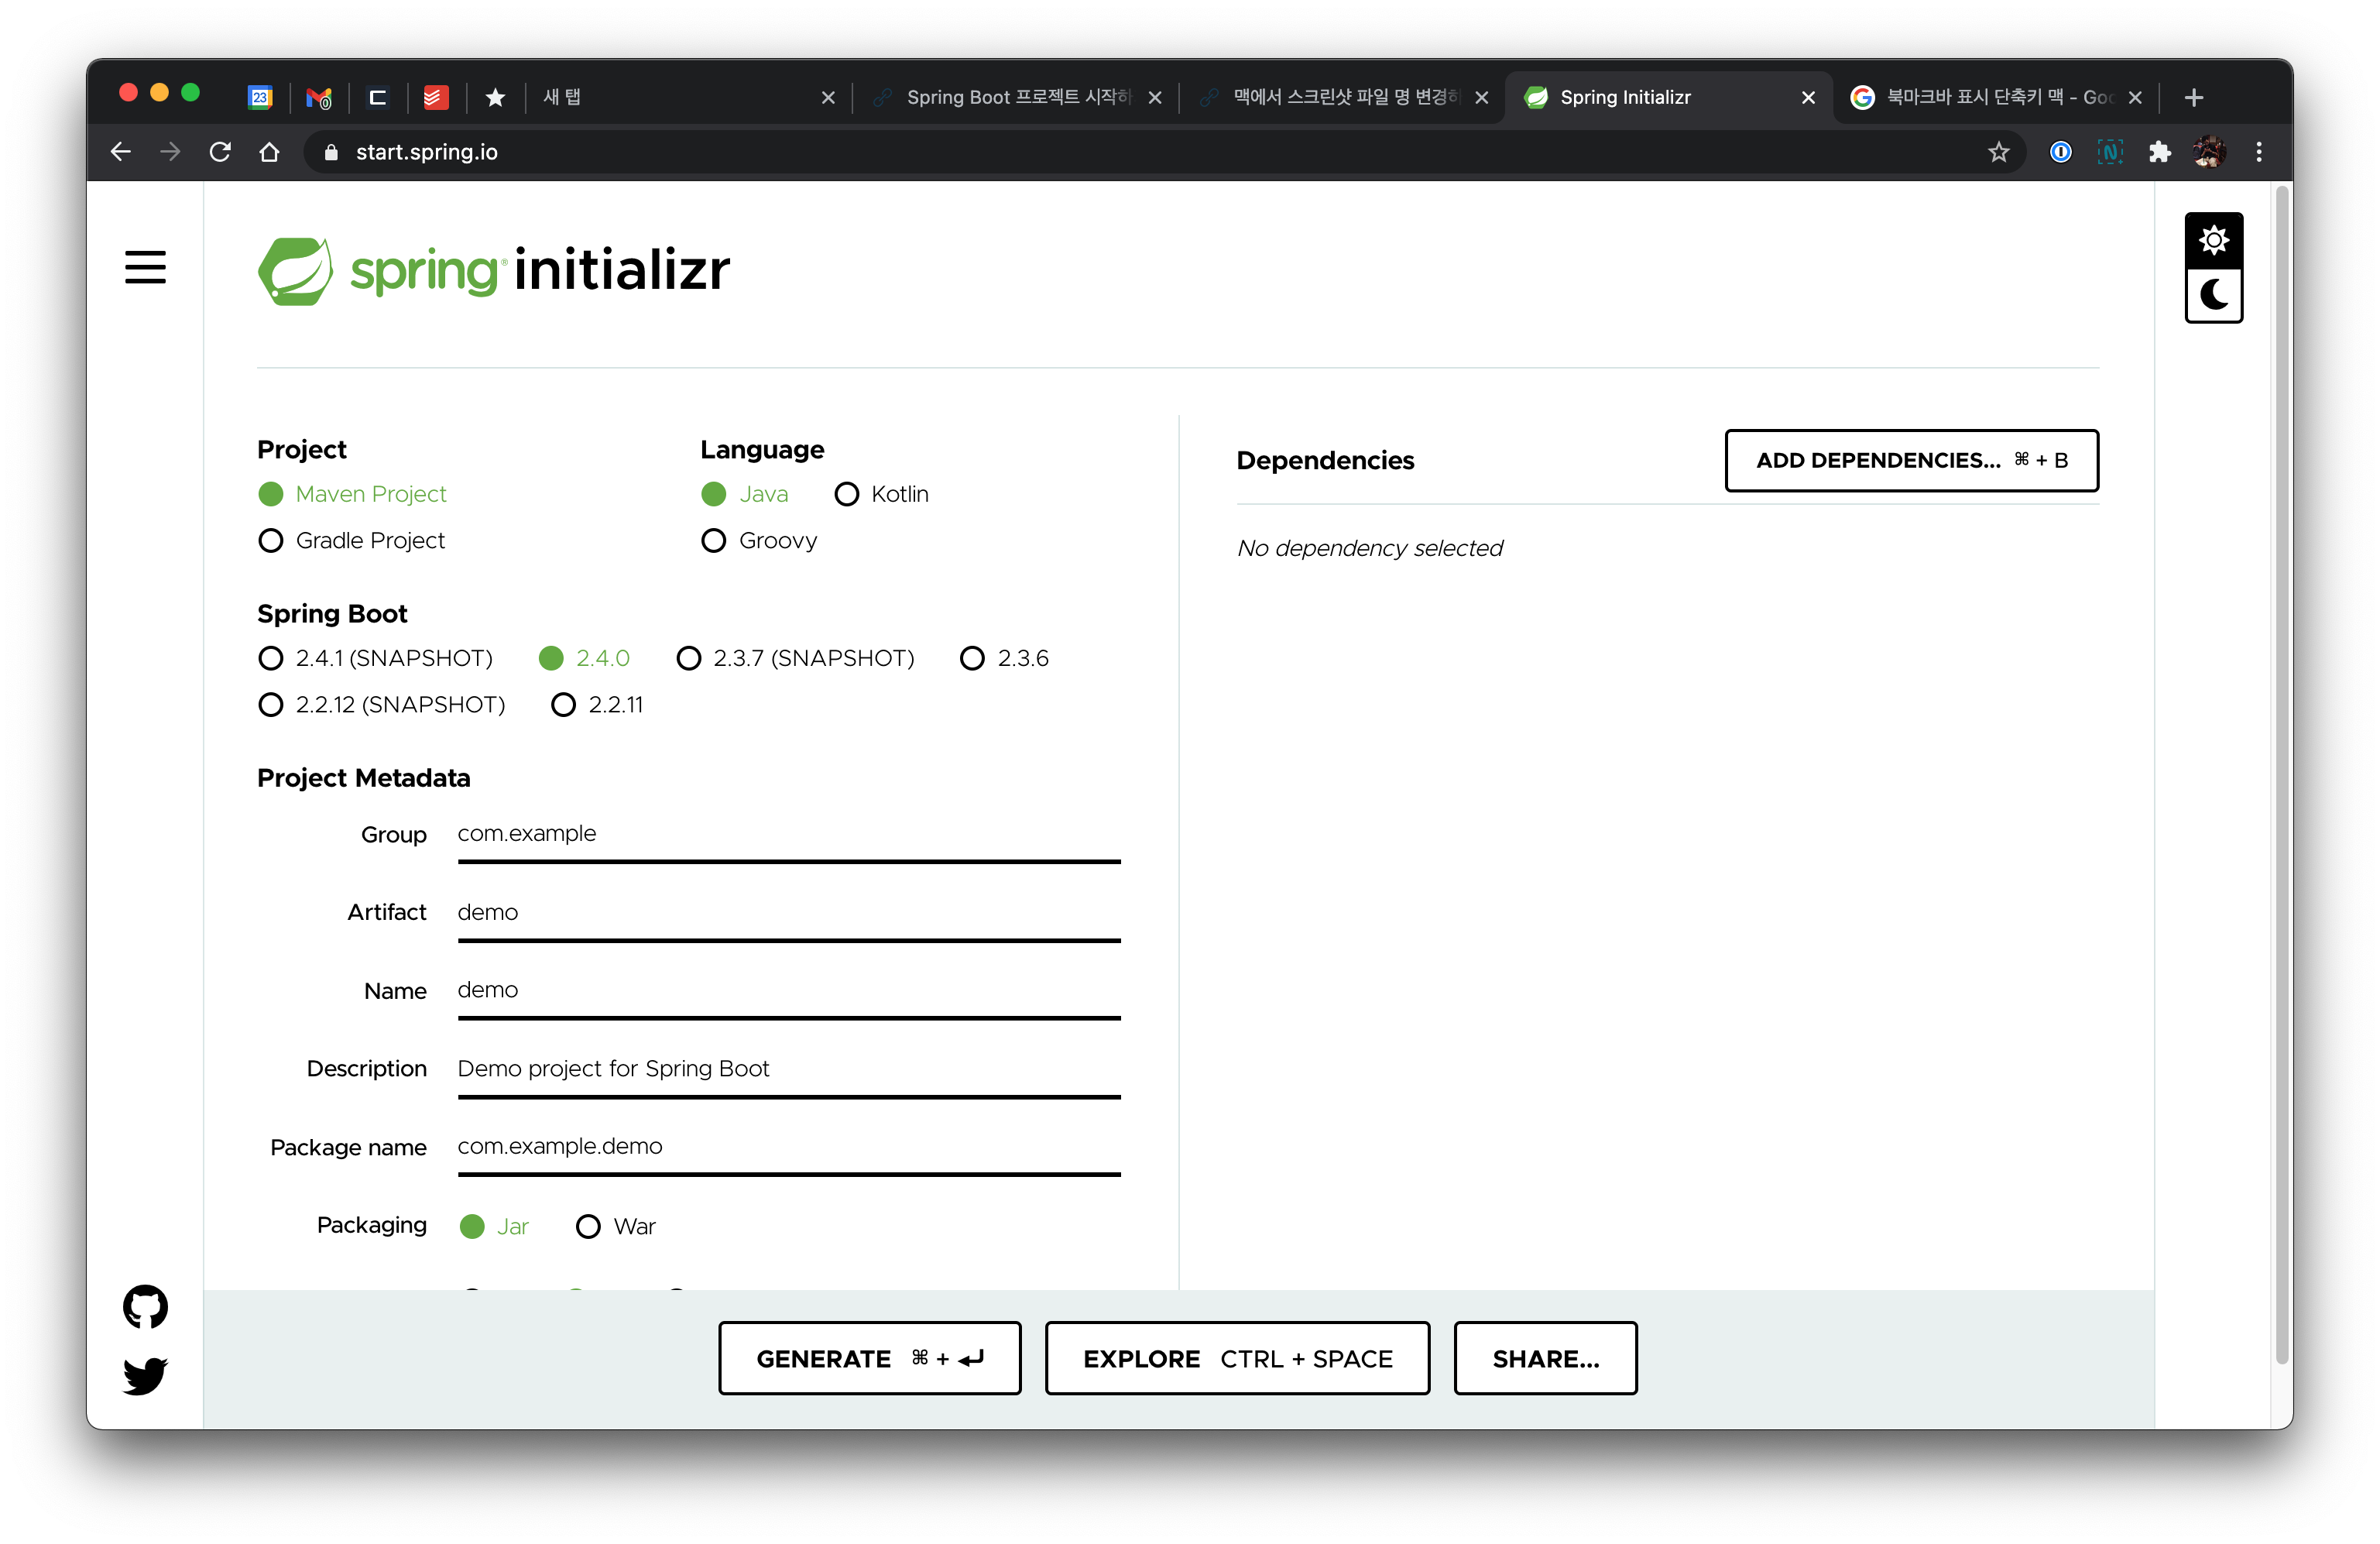 23 0 새 탭 Spring Boot 프로젝트 시작하 맥에서 스크린샷 파일 명 변경하 Spring Initializr 북마크바 표시 단축키 맥 - Goo
start.spring.io
spring® initializr
Project
Maven Project
Gradle Project
Language
Java Kotlin
Groovy
Spring Boot
2.4.1 (SNAPSHOT) 2.4.0 2.3.7 (SNAPSHOT) 2.3.6
2.2.12 (SNAPSHOT) 2.2.11
Project Metadata
Group com.example
Artifact demo
Name demo
Description Demo project for Spring Boot
Package name com.example.demo
Packaging Jar War
Dependencies
ADD DEPENDENCIES... ⌘ + B
No dependency selected
GENERATE ⌘ + ⏎
EXPLORE CTRL + SPACE
SHARE...